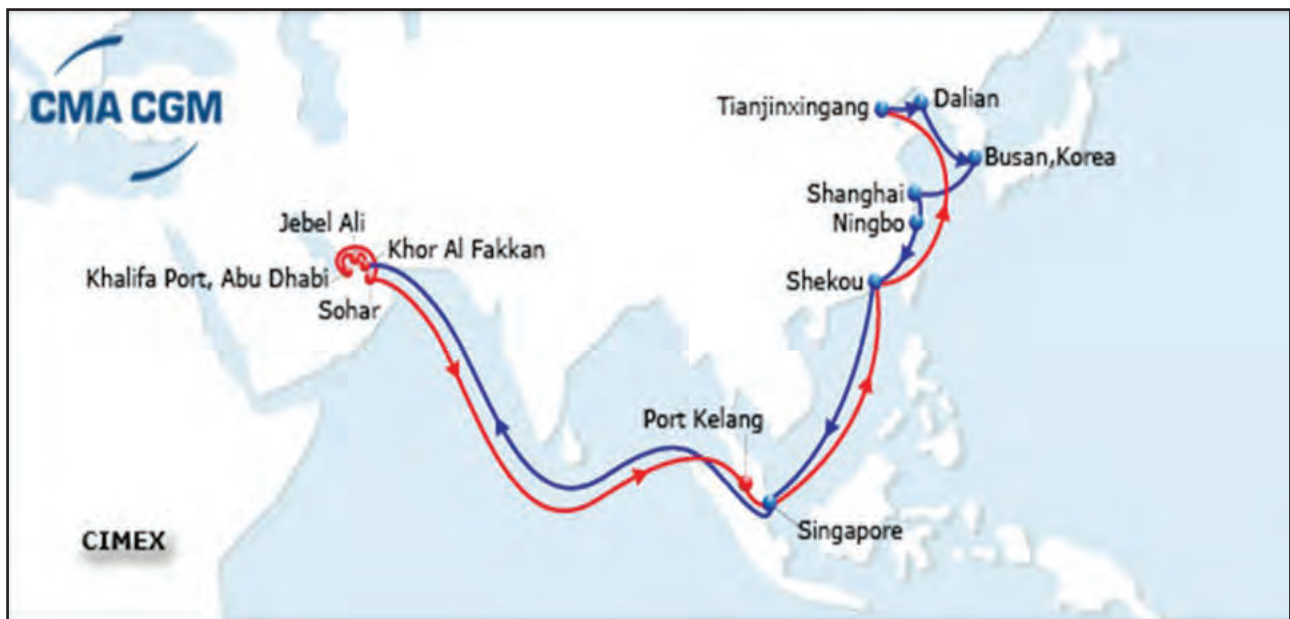 CMA CGM
Tianjinxingang
Dalian
Busan,Korea
Shanghai
Ningbo
Jebel Ali
Khor Al Fakkan
Khalifa Port, Abu Dhabi
Sohar
Shekou
Port Kelang
Singapore
CIMEX